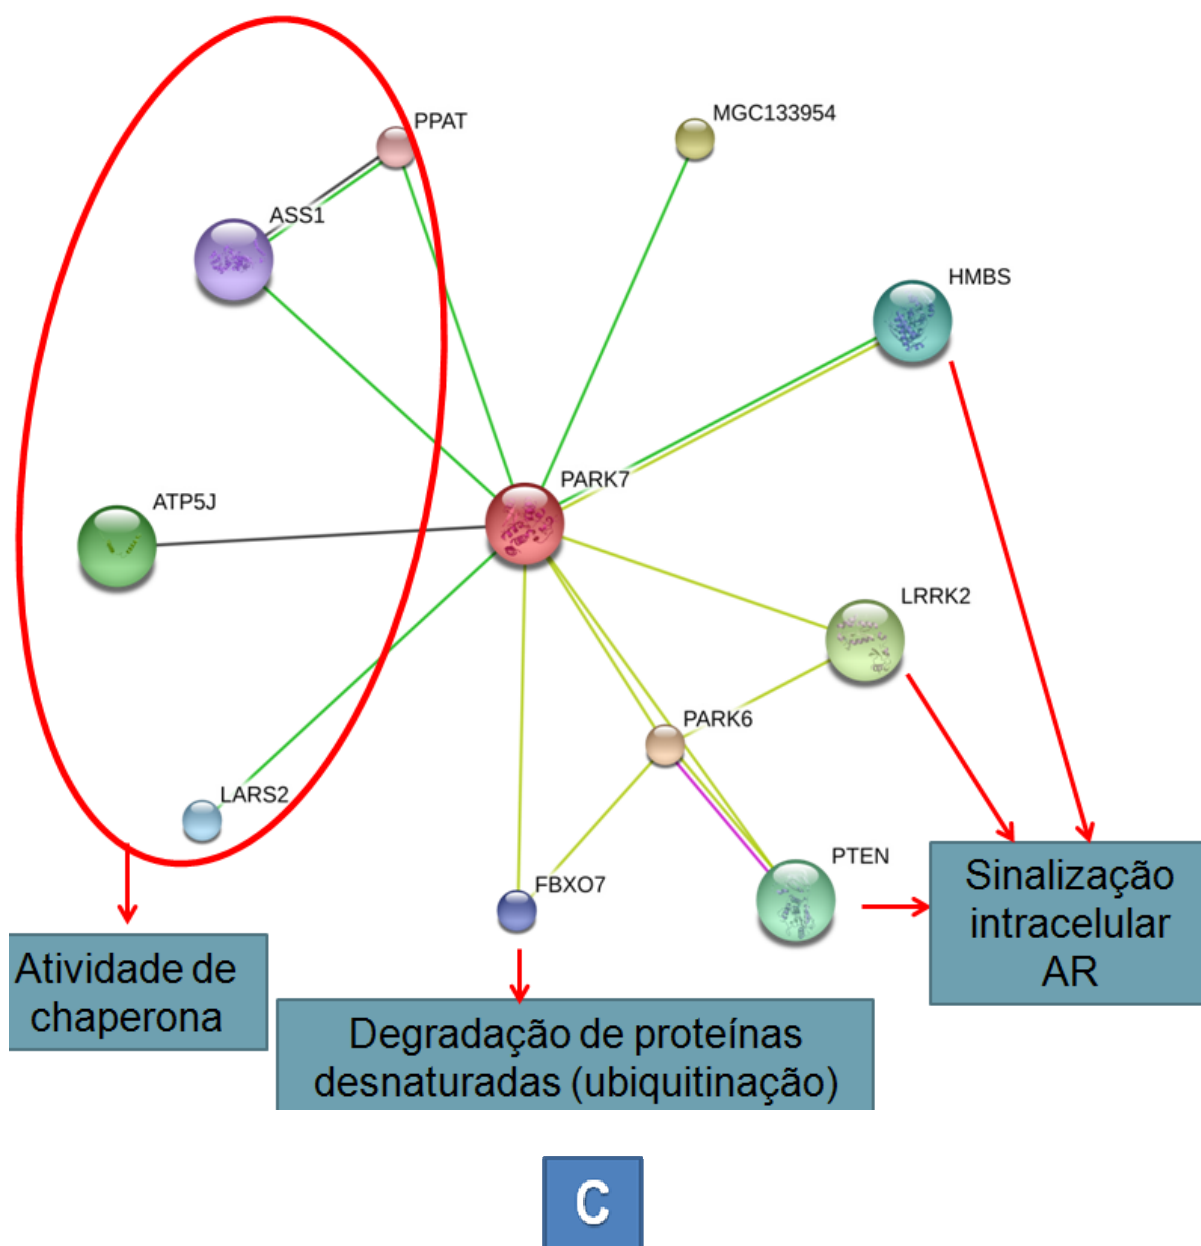 PPAT
MGC133954
ASS1
HMBS
PARK7
ATP5J
LRRK2
PARK6
LARS2
PTEN
FBXO7
Sinalização
intracelular
AR
Atividade de
chaperona
Degradação de proteínas
desnaturadas (ubiquitinação)
C